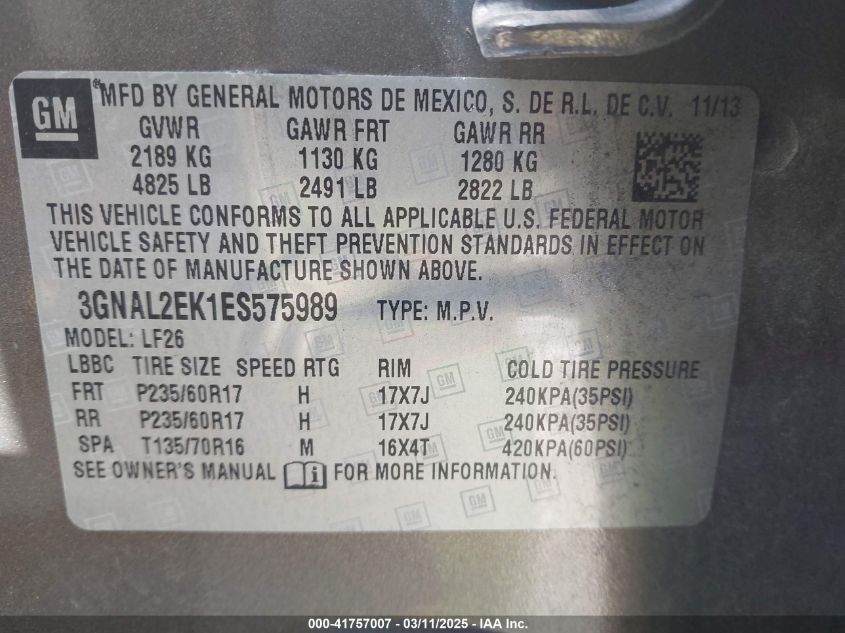 GM
® MFD BY GENERAL MOTORS DE MEXICO, S. DE R.L. DE C.V. 11/13
GVWR GAWR FRT GAWR RR
2189 KG 1130 KG 1280 KG
4825 LB 2491 LB 2822 LB
THIS VEHICLE CONFORMS TO ALL APPLICABLE U.S. FEDERAL MOTOR
VEHICLE SAFETY AND THEFT PREVENTION STANDARDS IN EFFECT ON
THE DATE OF MANUFACTURE SHOWN ABOVE.
3GNAL2EK1ES575989 TYPE: M.P.V.
MODEL: LF26
LBBC TIRE SIZE SPEED RTG RIM COLD TIRE PRESSURE
FRT P235/60R17 H 17X7J 240KPA(35PSI)
RR P235/60R17 H 17X7J 240KPA(35PSI)
SPA T135/70R16 M 16X4T 420KPA(60PSI)
SEE OWNER'S MANUAL i FOR MORE INFORMATION.
000-41757007 - 03/11/2025 - IAA Inc.